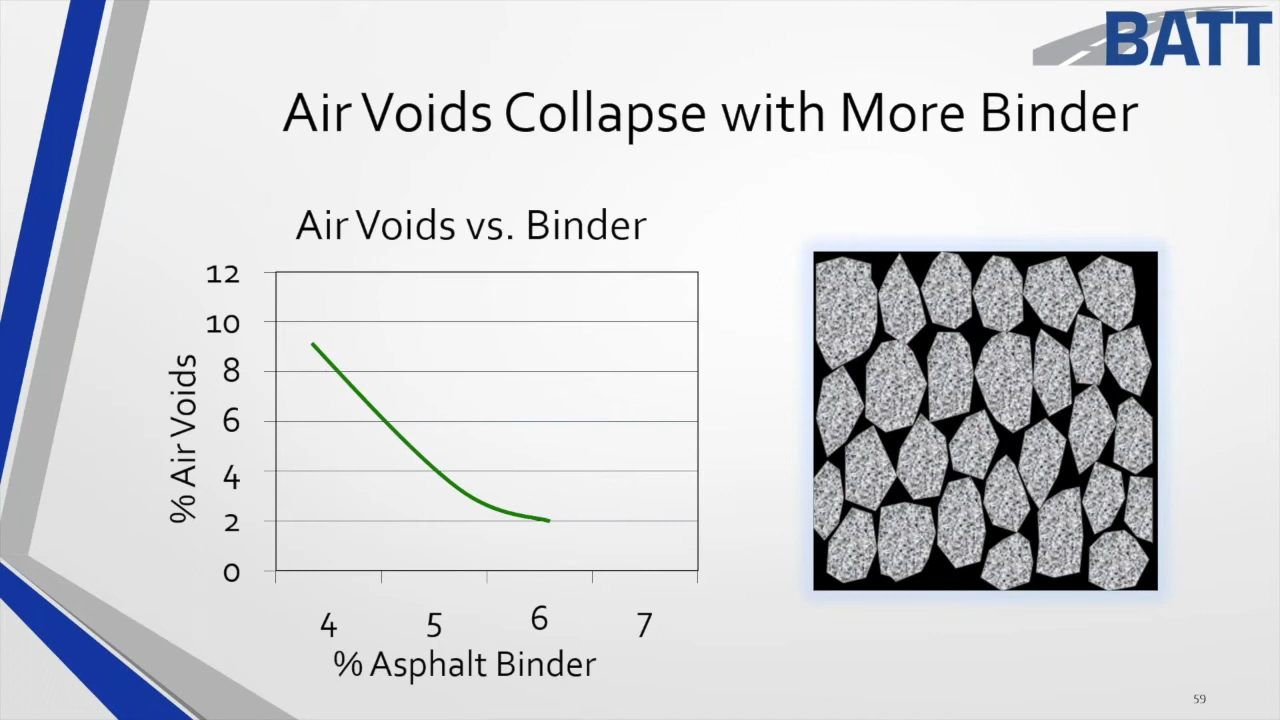 BATT
Air Voids Collapse with More Binder
Air Voids vs. Binder
12
10
8
6
4
2
0
% Air Voids
4 5 6 7
% Asphalt Binder
59